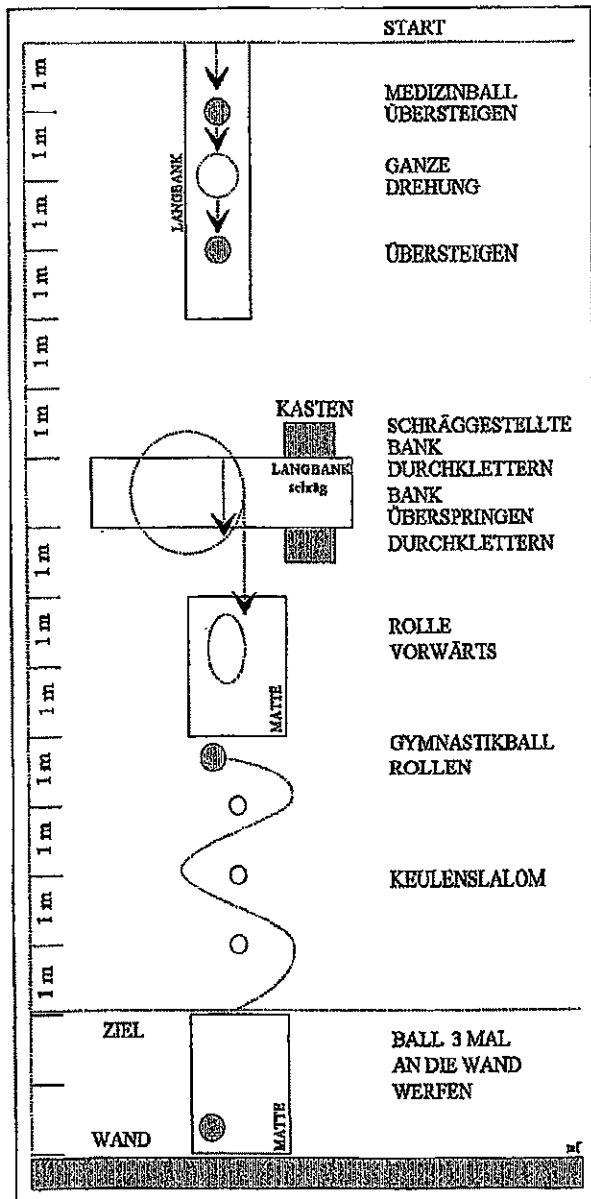 START
1 m
MEDIZINBALL
ÜBERSTEIGEN
1 m
LANGBANK
GANZE
DREHUNG
1 m
ÜBERSTEIGEN
1 m
1 m
1 m
KASTEN
LANGBANK
schräg
SCHRÄGGESTELLTE
BANK
DURCHKLETTERN
BANK
ÜBERSPRINGEN
DURCHKLETTERN
1 m
1 m
ROLLE
VORWÄRTS
1 m
MATTE
1 m
GYMNASTIKBALL
ROLLEN
1 m
1 m
KEULENSLALOM
1 m
ZIEL
BALL 3 MAL
AN DIE WAND
WERFEN
MATTE
WAND